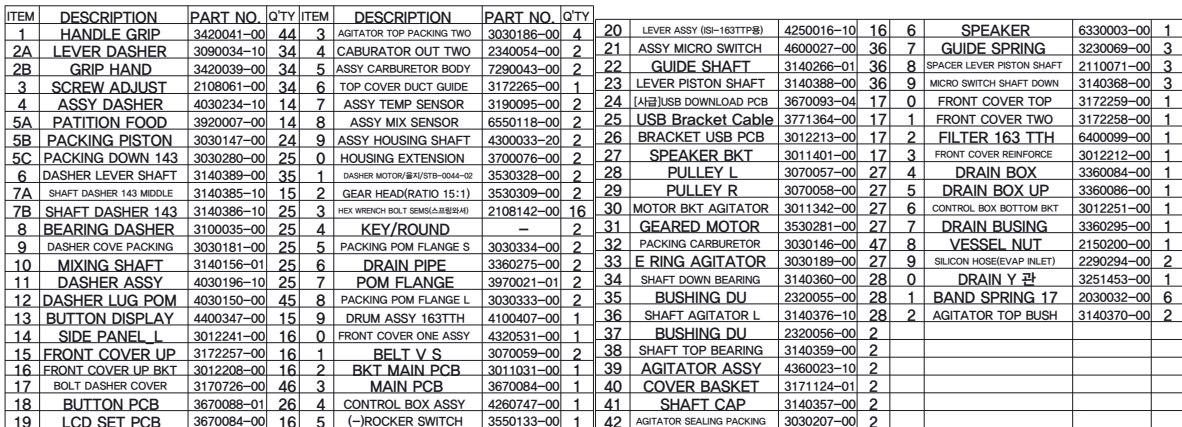 ITEM DESCRIPTION PART NO. Q'TY ITEM DESCRIPTION PART NO. Q'TY
1 HANDLE GRIP 3420041-00 44 3 AGITATOR TOP PACKING TWO 3030186-00 4
2A LEVER DASHER 3090034-10 34 4 CABURATOR OUT TWO 2340054-00 2
2B GRIP HAND 3420039-00 34 5 ASSY CARBURETOR BODY 7290043-00 2
3 SCREW ADJUST 2108061-00 34 6 TOP COVER DUCT GUIDE 3172265-00 1
4 ASSY DASHER 4030234-10 14 7 ASSY TEMP SENSOR 3190095-00 2
5A PATITION FOOD 3920007-00 14 8 ASSY MIX SENSOR 6550118-00 2
5B PACKING PISTON 3030147-00 24 9 ASSY HOUSING SHAFT 4300033-20 2
5C PACKING DOWN 143 3030280-00 25 0 HOUSING EXTENSION 3700076-00 2
6 DASHER LEVER SHAFT 3140389-00 35 1 DASHER MOTOR/을지/STB-0044-02 3530328-00 2
7A SHAFT DASHER 143 MIDDLE 3140385-10 15 2 GEAR HEAD(RATIO 15:1) 3530309-00 2
7B SHAFT DASHER 143 3140386-10 25 3 HEX WRENCH BOLT SEMS(스프링와셔) 2108142-00 16
8 BEARING DASHER 3100035-00 25 4 KEY/ROUND - 2
9 DASHER COVE PACKING 3030181-00 25 5 PACKING POM FLANGE S 3030334-00 2
10 MIXING SHAFT 3140156-01 25 6 DRAIN PIPE 3360275-00 2
11 DASHER ASSY 4030196-10 25 7 POM FLANGE 3970021-01 2
12 DASHER LUG POM 4030150-00 45 8 PACKING POM FLANGE L 3030333-00 2
13 BUTTON DISPLAY 4400347-00 15 9 DRUM ASSY 163TTH 4100407-00 1
14 SIDE PANEL_L 3012241-00 16 0 FRONT COVER ONE ASSY 4320531-00 1
15 FRONT COVER UP 3172257-00 16 1 BELT V S 3070059-00 2
16 FRONT COVER UP BKT 3012208-00 16 2 BKT MAIN PCB 3011031-00 1
17 BOLT DASHER COVER 3170726-00 46 3 MAIN PCB 3670084-00 1
18 BUTTON PCB 3670088-01 26 4 CONTROL BOX ASSY 4260747-00 1
19 LCD SET PCB 3670084-00 16 5 (-)ROCKER SWITCH 3550133-00 1
20 LEVER ASSY (ISI-163TTP용) 4250016-10 16 6 SPEAKER 6330003-00 1
21 ASSY MICRO SWITCH 4600027-00 36 7 GUIDE SPRING 3230069-00 3
22 GUIDE SHAFT 3140266-01 36 8 SPACER LEVER PISTON SHAFT 2110071-00 3
23 LEVER PISTON SHAFT 3140388-00 36 9 MICRO SWITCH SHAFT DOWN 3140368-00 3
24 [사급]USB DOWNLOAD PCB 3670093-04 17 0 FRONT COVER TOP 3172259-00 1
25 USB Bracket Cable 3771364-00 17 1 FRONT COVER TWO 3172258-00 1
26 BRACKET USB PCB 3012213-00 17 2 FILTER 163 TTH 6400099-00 1
27 SPEAKER BKT 3011401-00 17 3 FRONT COVER REINFORCE 3012212-00 1
28 PULLEY L 3070057-00 27 4 DRAIN BOX 3360084-00 1
29 PULLEY R 3070058-00 27 5 DRAIN BOX UP 3360086-00 1
30 MOTOR BKT AGITATOR 3011342-00 27 6 CONTROL BOX BOTTOM BKT 3012251-00 1
31 GEARED MOTOR 3530281-00 27 7 DRAIN BUSING 3360295-00 1
32 PACKING CARBURETOR 3030146-00 47 8 VESSEL NUT 2150200-00 1
33 E RING AGITATOR 3030189-00 27 9 SILICON HOSE(EVAP INLET) 2290294-00 2
34 SHAFT DOWN BEARING 3140360-00 28 0 DRAIN Y 관 3251453-00 1
35 BUSHING DU 2320055-00 28 1 BAND SPRING 17 2030032-00 6
36 SHAFT AGITATOR L 3140376-10 28 2 AGITATOR TOP BUSH 3140370-00 2
37 BUSHING DU 2320056-00 2
38 SHAFT TOP BEARING 3140359-00 2
39 AGITATOR ASSY 4360023-10 2
40 COVER BASKET 3171124-01 2
41 SHAFT CAP 3140357-00 2
42 AGITATOR SEALING PACKING 3030207-00 2